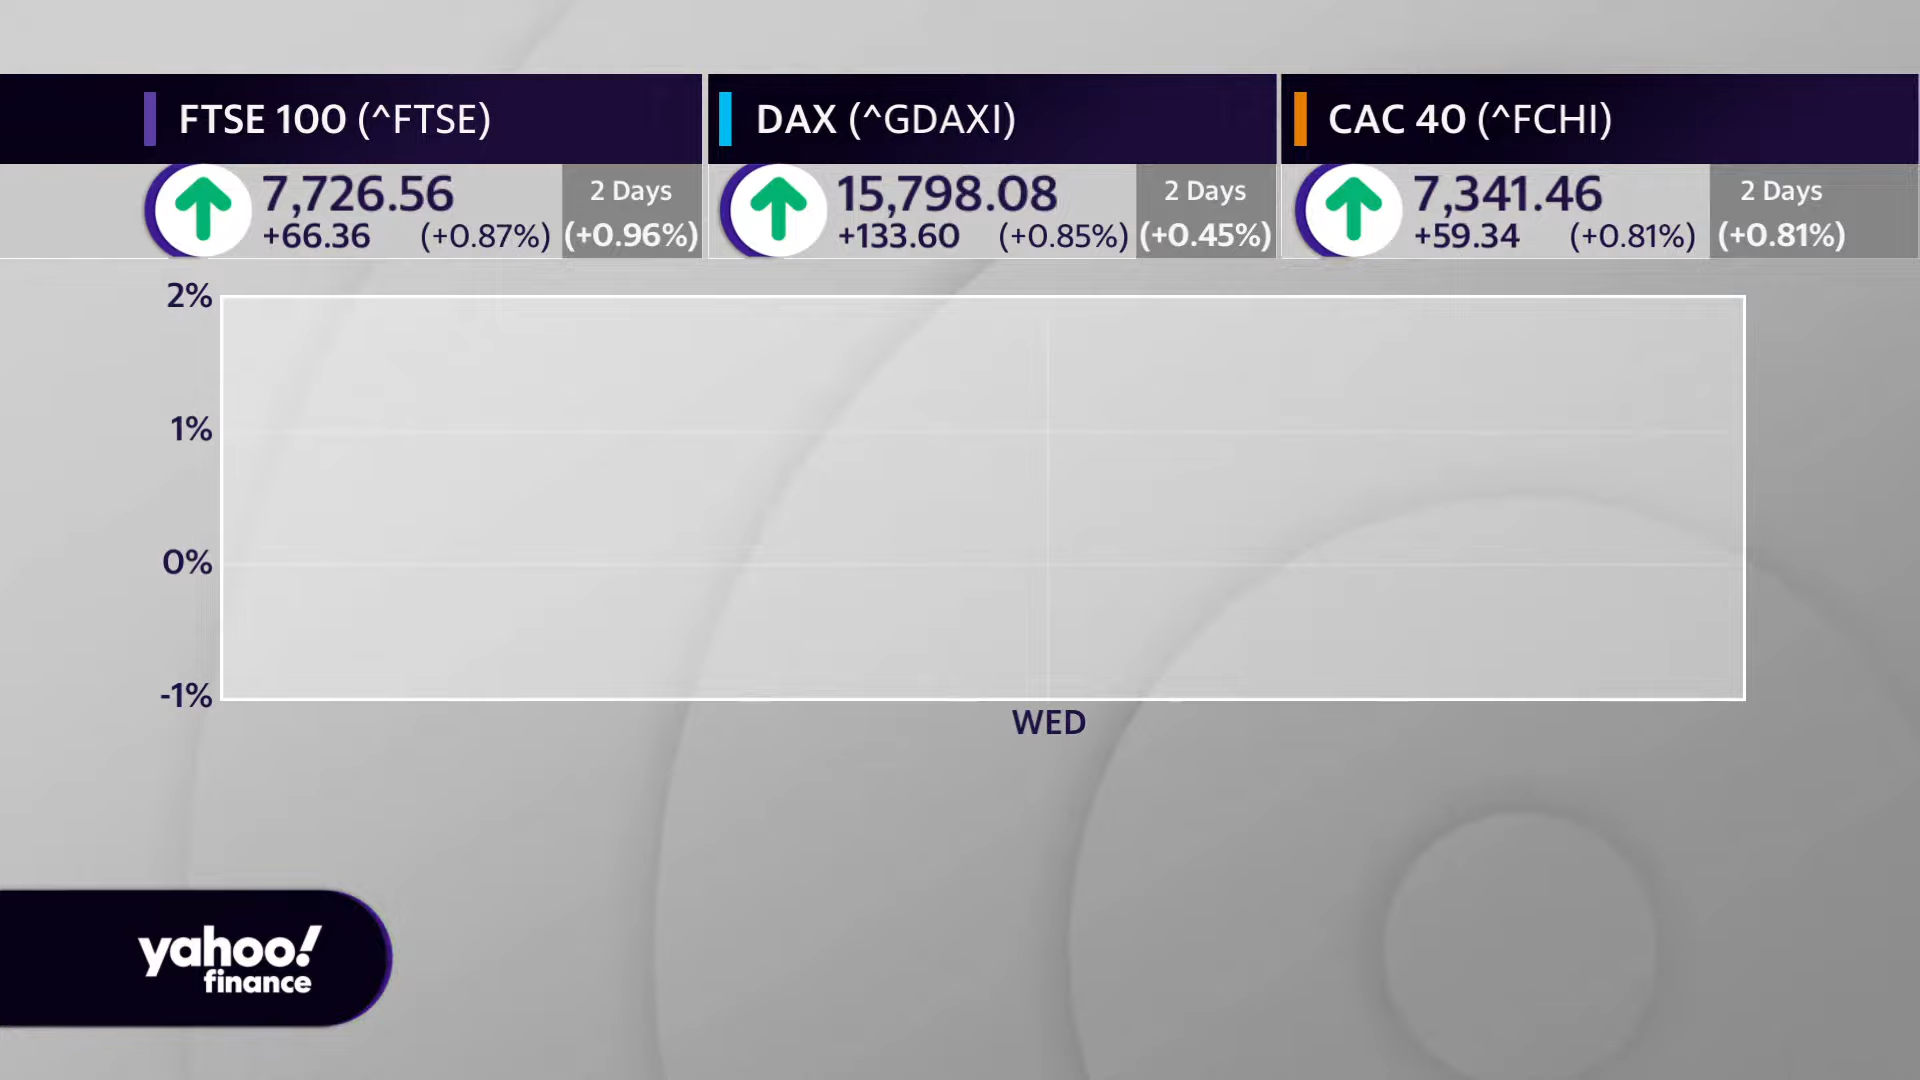 FTSE 100 (^FTSE)
7,726.56
+66.36 (+0.87%)
2 Days
(+0.96%)
DAX (^GDAXI)
15,798.08
+133.60 (+0.85%)
2 Days
(+0.45%)
CAC 40 (^FCHI)
7,341.46
+59.34 (+0.81%)
2 Days
(+0.81%)
2%
1%
0%
-1%
WED
yahoo!
finance